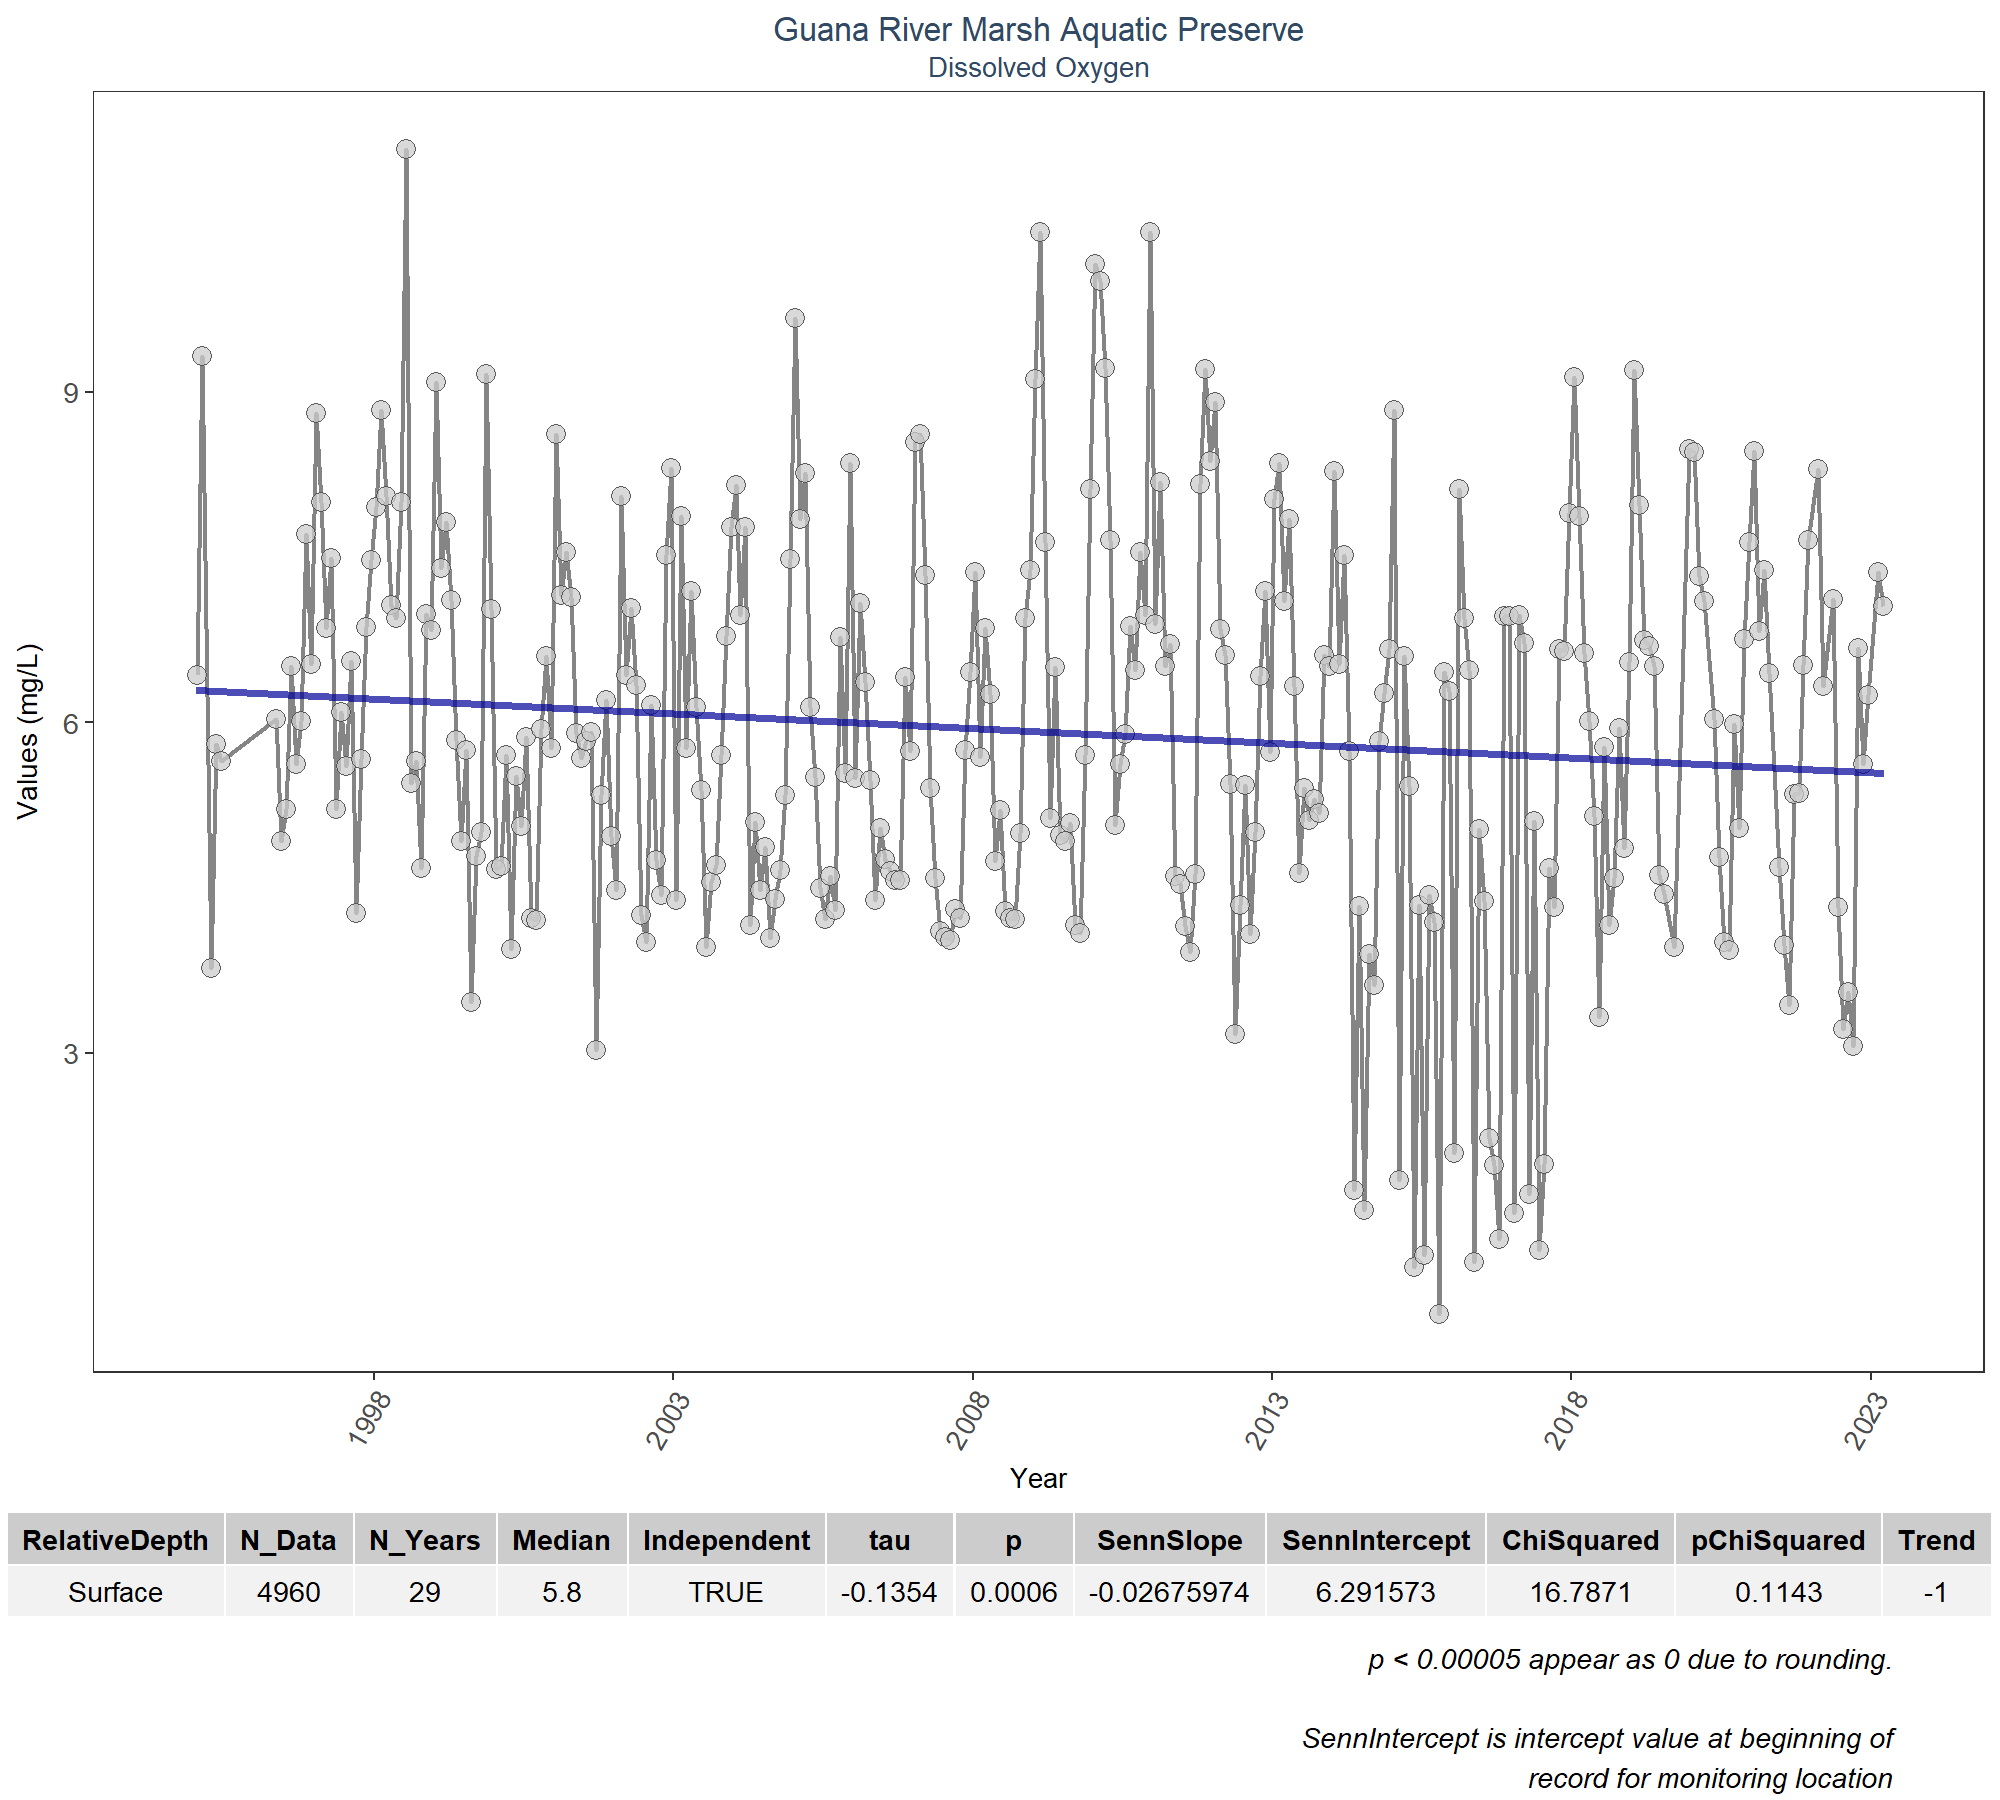 Guana River Marsh Aquatic Preserve
Dissolved Oxygen
Values (mg/L)
9
6
3
1998
2003
2008
2013
2018
2023
Year
RelativeDepth N_Data N_Years Median Independent tau p SennSlope SennIntercept ChiSquared pChiSquared Trend
Surface 4960 29 5.8 TRUE -0.1354 0.0006 -0.02675974 6.291573 16.7871 0.1143 -1
p < 0.00005 appear as 0 due to rounding.
SennIntercept is intercept value at beginning of
record for monitoring location